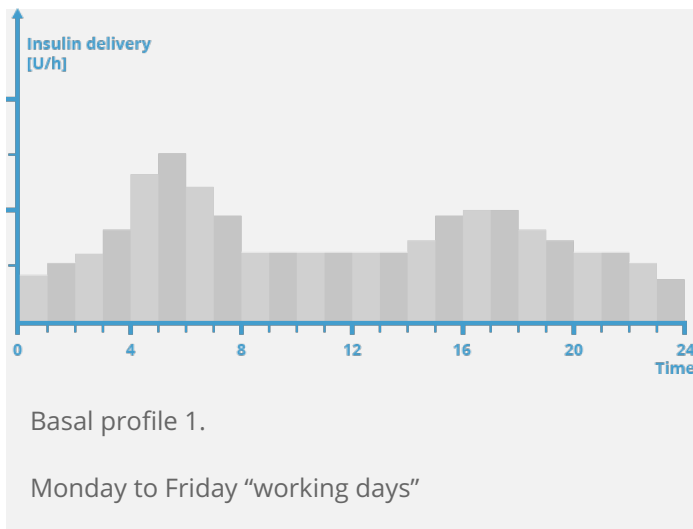 Insulin delivery
[U/h]
0 4 8 12 16 20 24
Time
Basal profile 1.
Monday to Friday “working days”